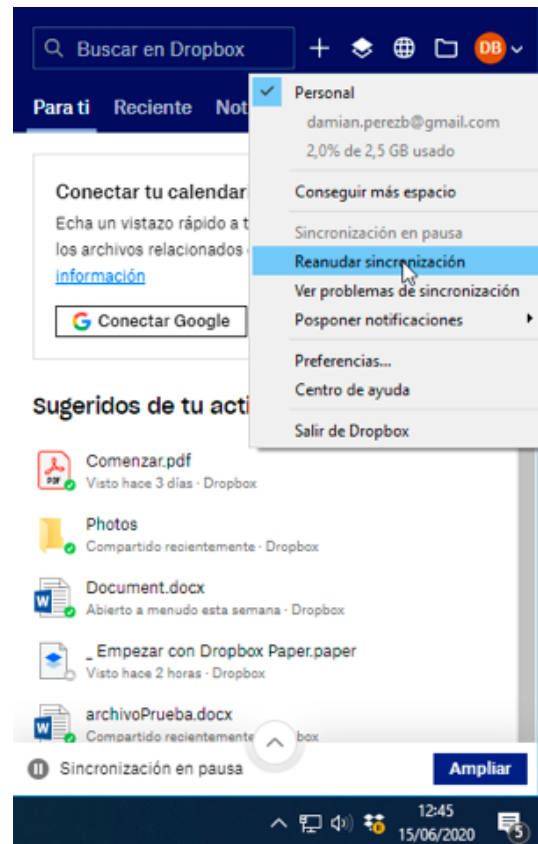 Buscar en Dropbox
DB
Para ti Reciente Not
Personal
damian.perezb@gmail.com
2,0% de 2,5 GB usado
Conseguir más espacio
Sincronización en pausa
Reanudar sincronización
Ver problemas de sincronización
Posponer notificaciones
Preferencias...
Centro de ayuda
Salir de Dropbox
Conectar tu calendar
Echa un vistazo rápido a t
los archivos relacionados
información
G Conectar Google
Sugeridos de tu acti
Comenzar.pdf
PDF
Visto hace 3 días · Dropbox
Photos
Compartido recientemente · Dropbox
Document.docx
W
Abierto a menudo esta semana · Dropbox
_ Empezar con Dropbox Paper.paper
Visto hace 2 horas · Dropbox
archivoPrueba.docx
W
Compartido recientemente box
Sincronización en pausa
Ampliar
12:45
15/06/2020
5